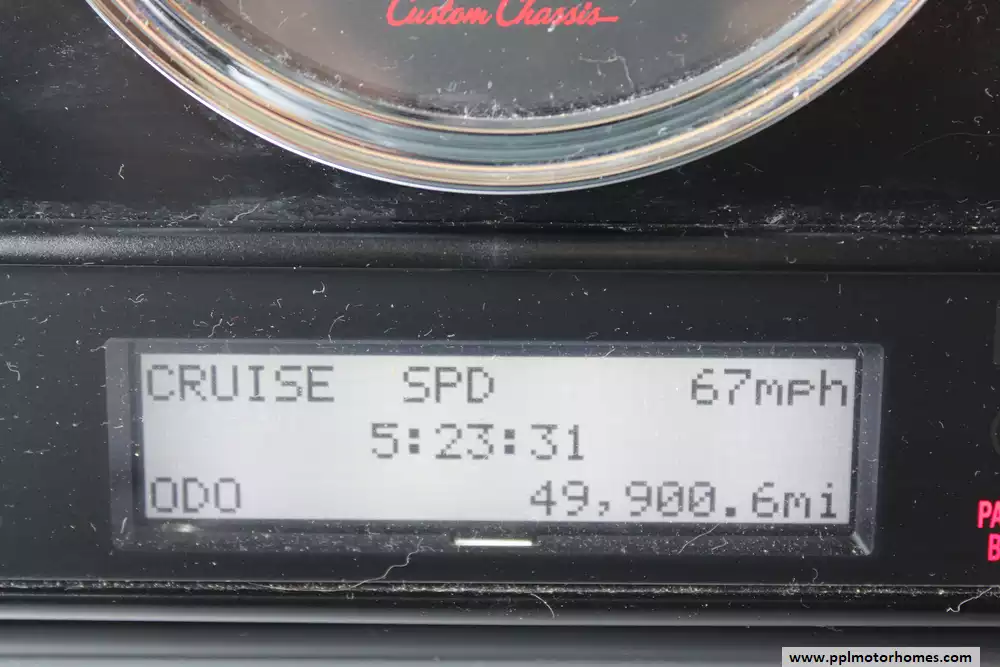 Custom Chassis
CRUISE SPD 67mph
5:23:31
ODO 49,900.6mi
www.pplmotorhomes.com